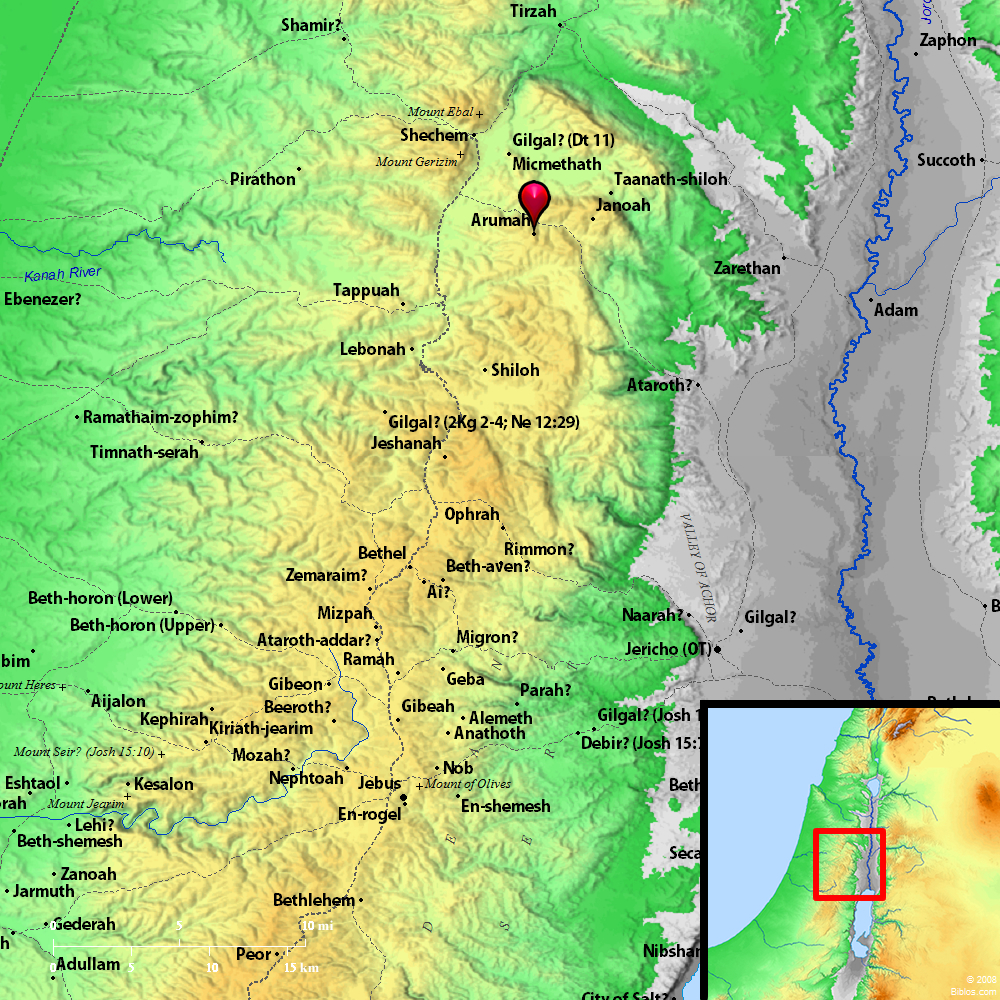 Tirzah
Shamir?
Zaphon
Mount Ebal
Shechem
Gilgal? (Dt 11)
Mount Gerizim
Micmethath
Succoth
Pirathon
Taanath-shiloh
Janoah
Arumah
Kanah River
Zarethan
Ebenezer?
Tappuah
Adam
Lebonah
Shiloh
Ataroth?
Ramathaim-zophim?
Gilgal? (2Kg 2-4; Ne 12:29)
Jeshanah
Timnath-serah
Ophrah
VALLEY OF ACHOR
Bethel
Rimmon?
Zemaraim?
Beth-aven?
Ai?
Beth-horon (Lower)
Mizpah
Naarah?
Gilgal?
B
Beth-horon (Upper)
Ataroth-addar?
Migron?
Jericho (OT)
bim
Ramah
Geba
ount Heres
Gibeon
Parah?
Aijalon
Beeroth?
Gibeah
Kephirah
Alemeth
Gilgal? (Josh 1
Kiriath-jearim
Anathoth
Debir? (Josh 15:
Mount Seir? (Josh 15:10)
Mozah?
Nob
Eshtaol
Kesalon
Nephtoah
Jebus
Mount of Olives
Beth
rah
Mount Jearim
En-rogel
En-shemesh
Lehi?
Beth-shemesh
Seca
Zanoah
Jarmuth
Bethlehem
Gederah
5
10 mi
h
Peor
Nibshan
Adullam
0
5
10
15 km
City of Salt?
© 2008
Biblos.com